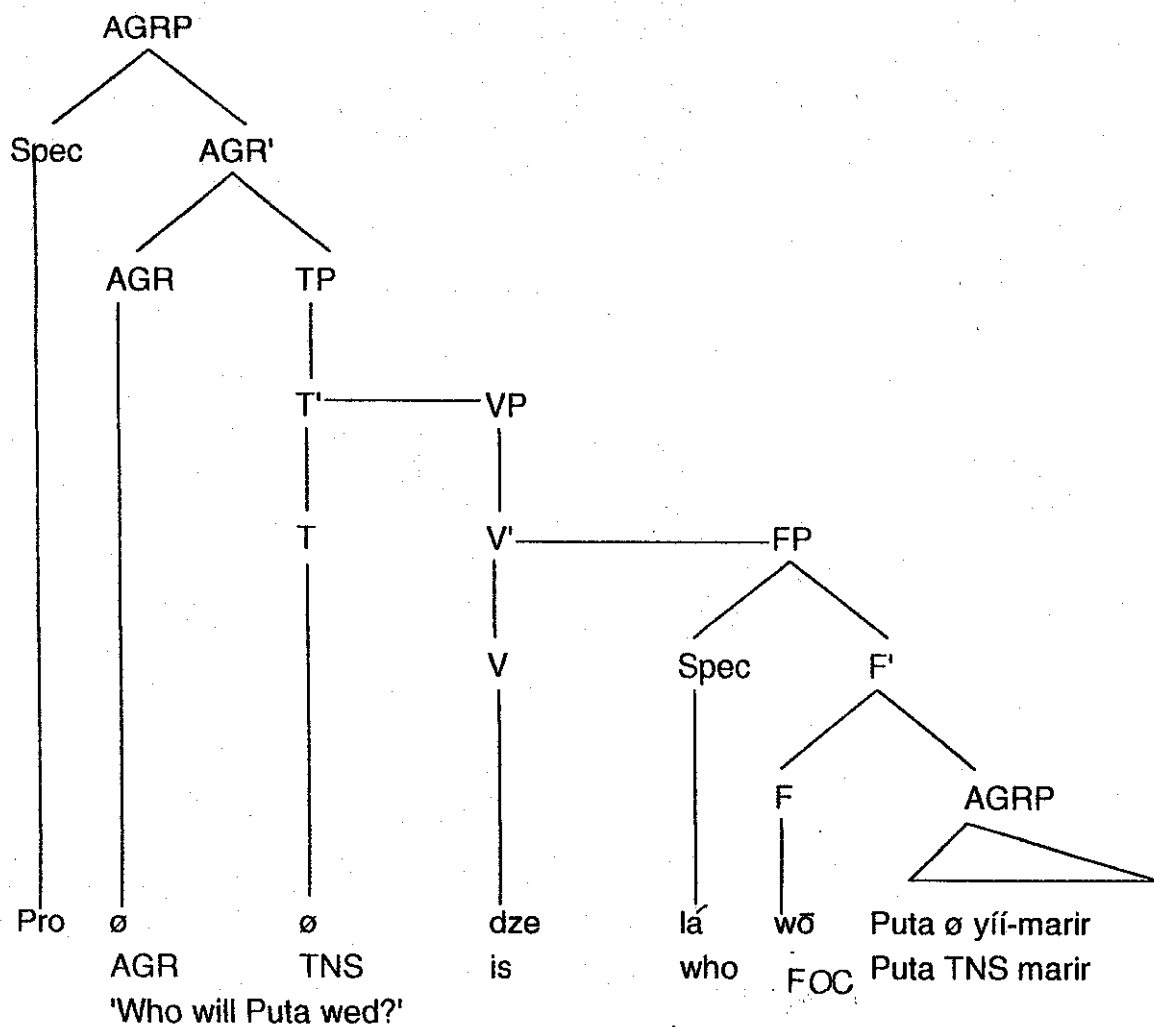 AGRP
Spec AGR'
AGR TP
T' VP
T V' FP
V Spec F'
F AGRP
Pro ø ø dze lá wō Puta ø yíí-marir
AGR TNS is who FOC Puta TNS marir
'Who will Puta wed?'